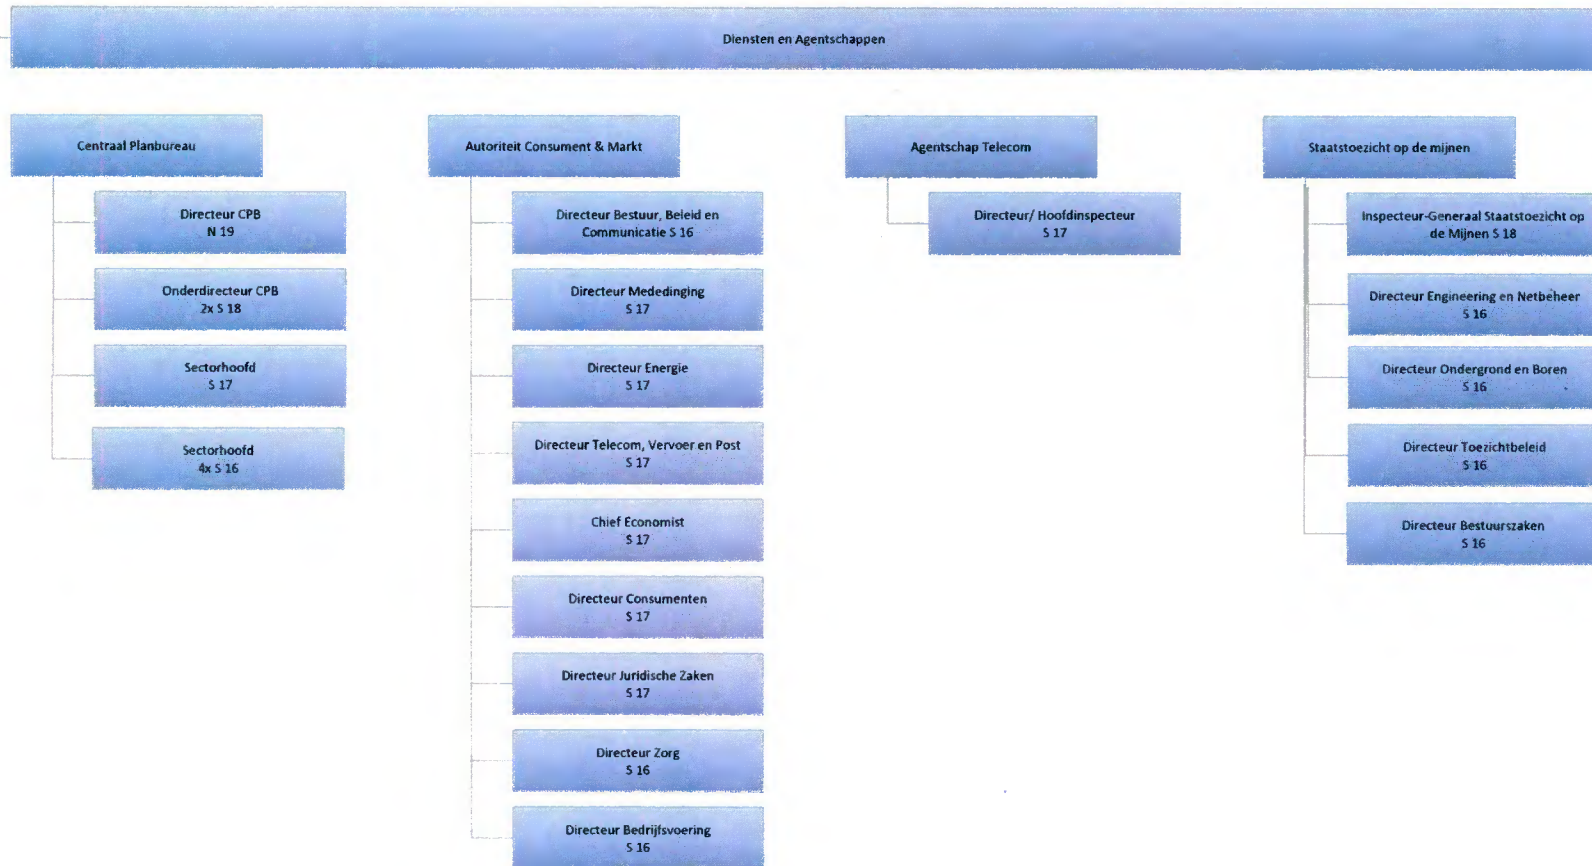 Diensten en Agentschappen
Centraal Planbureau
Directeur CPB
N 19
Onderdirecteur CPB
2x S 18
Sectorhoofd
S 17
Sectorhoofd
4x S 16
Autoriteit Consument & Markt
Directeur Bestuur, Beleid en
Communicatie S 16
Directeur Mededinging
S 17
Directeur Energie
S 17
Directeur Telecom, Vervoer en Post
S 17
Chief Economist
S 17
Directeur Consumenten
S 17
Directeur Juridische Zaken
S 17
Directeur Zorg
S 16
Directeur Bedrijfsvoering
S 16
Agentschap Telecom
Directeur/ Hoofdinspecteur
S 17
Staatstoezicht op de mijnen
Inspecteur-Generaal Staatstoezicht op
de Mijnen S 18
Directeur Engineering en Netbeheer
S 16
Directeur Ondergrond en Boren
S 16
Directeur Toezichtbeleid
S 16
Directeur Bestuurszaken
S 16